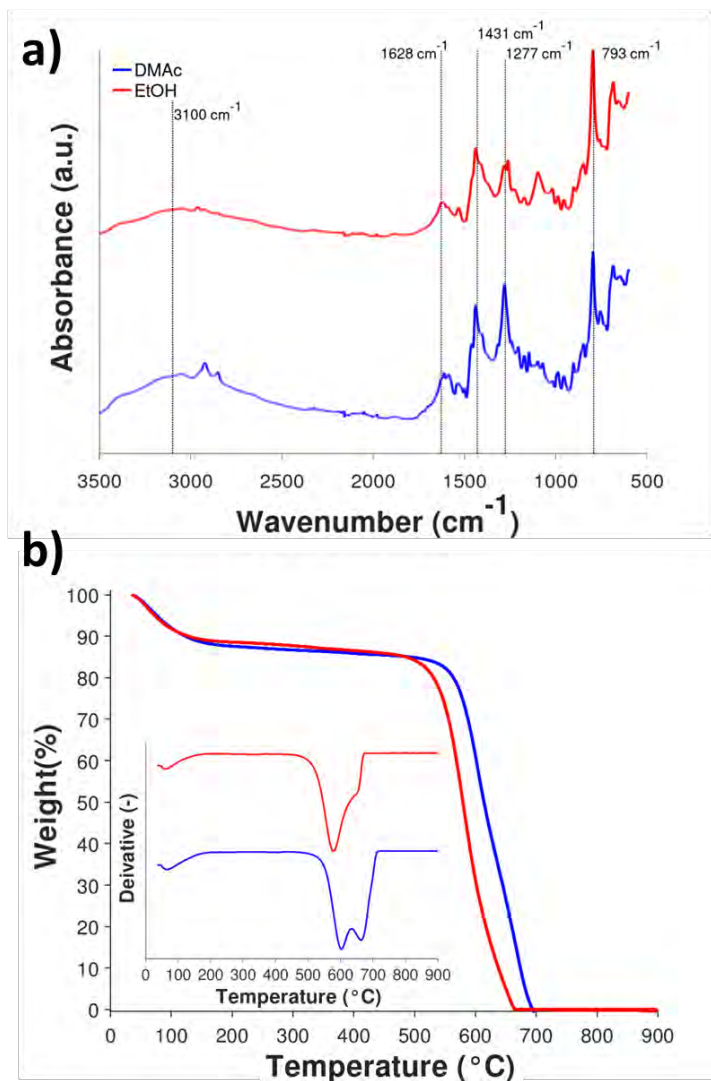 a)
1431 cm-1
1628 cm-1
1277 cm-1
793 cm-1
DMAc
EtOH
3100 cm-1
Absorbance (a.u.)
3500
3000
2500
2000
1500
1000
500
Wavenumber (cm-1)
b)
100
90
80
70
60
50
40
30
20
10
0
Weight(%)
Deivative (-)
0 100 200 300 400 500 600 700 800 900
Temperature (°C)
0 100 200 300 400 500 600 700 800 900
Temperature (°C)